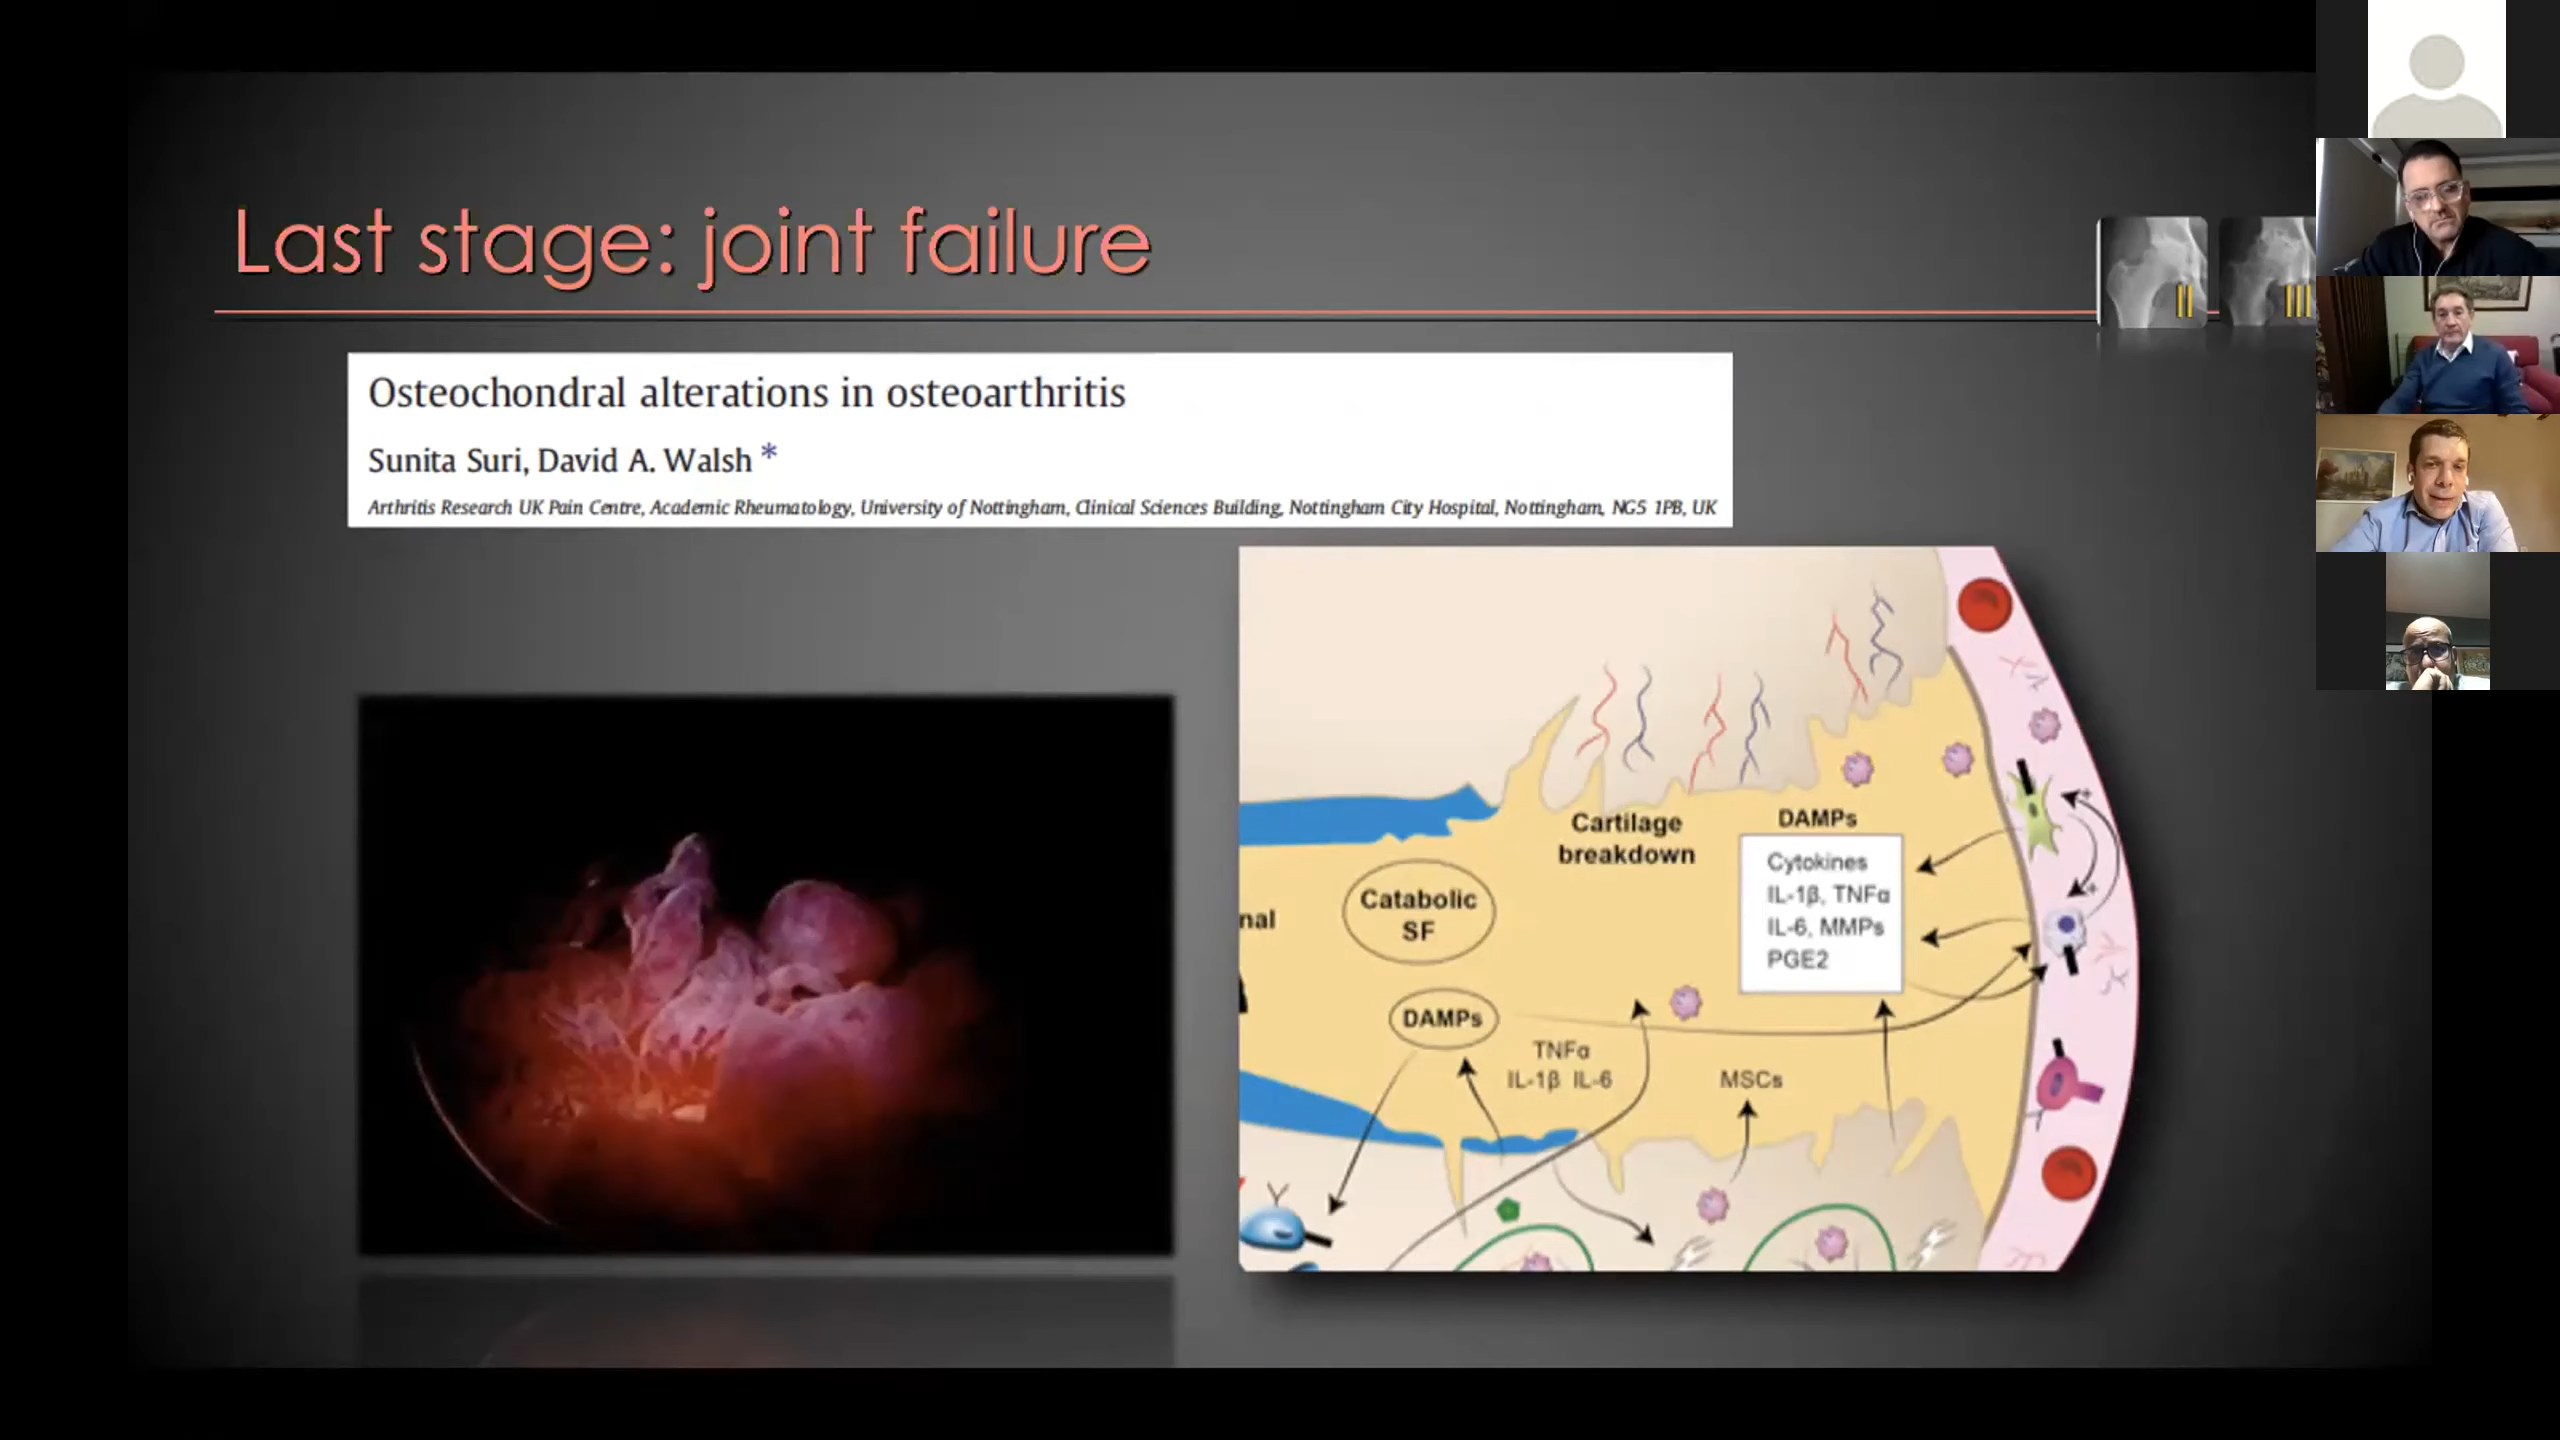 Last stage: joint failure
II
III
Osteochondral alterations in osteoarthritis
Sunita Suri, David A. Walsh *
Arthritis Research UK Pain Centre, Academic Rheumatology, University of Nottingham, Clinical Sciences Building, Nottingham City Hospital, Nottingham, NG5 1PB, UK
Cartilage
breakdown
DAMPs
Cytokines
IL-1β, TNFα
IL-6, MMPs
PGE2
Catabolic
SF
nal
DAMPs
TNFα
IL-1β IL-6
MSCs
+
+